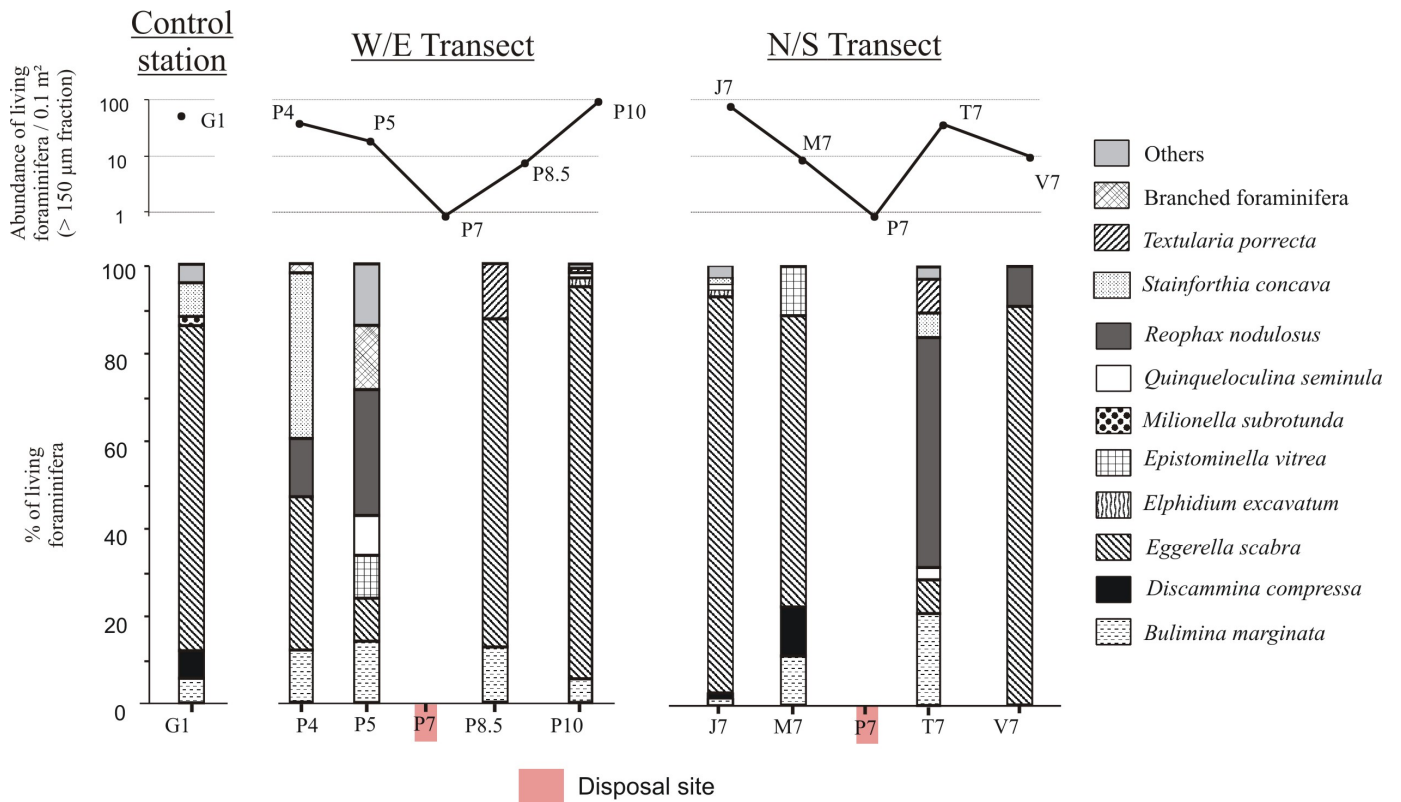 Control
station
W/E Transect
N/S Transect
Abundance of living
foraminifera / 0.1 m²
(> 150 µm fraction)
100
10
1
G1
P4
P5
P7
P8.5
P10
J7
M7
P7
T7
V7
% of living
foraminifera
100
80
60
40
20
0
G1
P4
P5
P7
P8.5
P10
J7
M7
P7
T7
V7
Others
Branched foraminifera
Textularia porrecta
Stainforthia concava
Reophax nodulosus
Quinqueloculina seminula
Milionella subrotunda
Epistominella vitrea
Elphidium excavatum
Eggerella scabra
Discammina compressa
Bulimina marginata
Disposal site